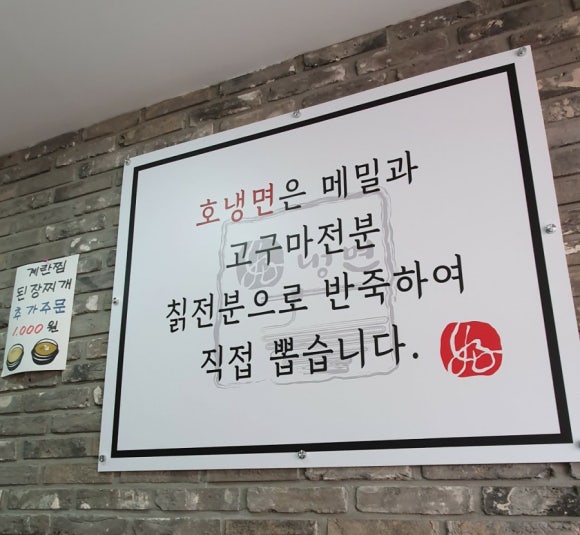 호냉면은 메밀과
고구마전분
칡전분으로 반죽하여
직접 뽑습니다.
계란찜
된장찌개
추가주문
1,000원